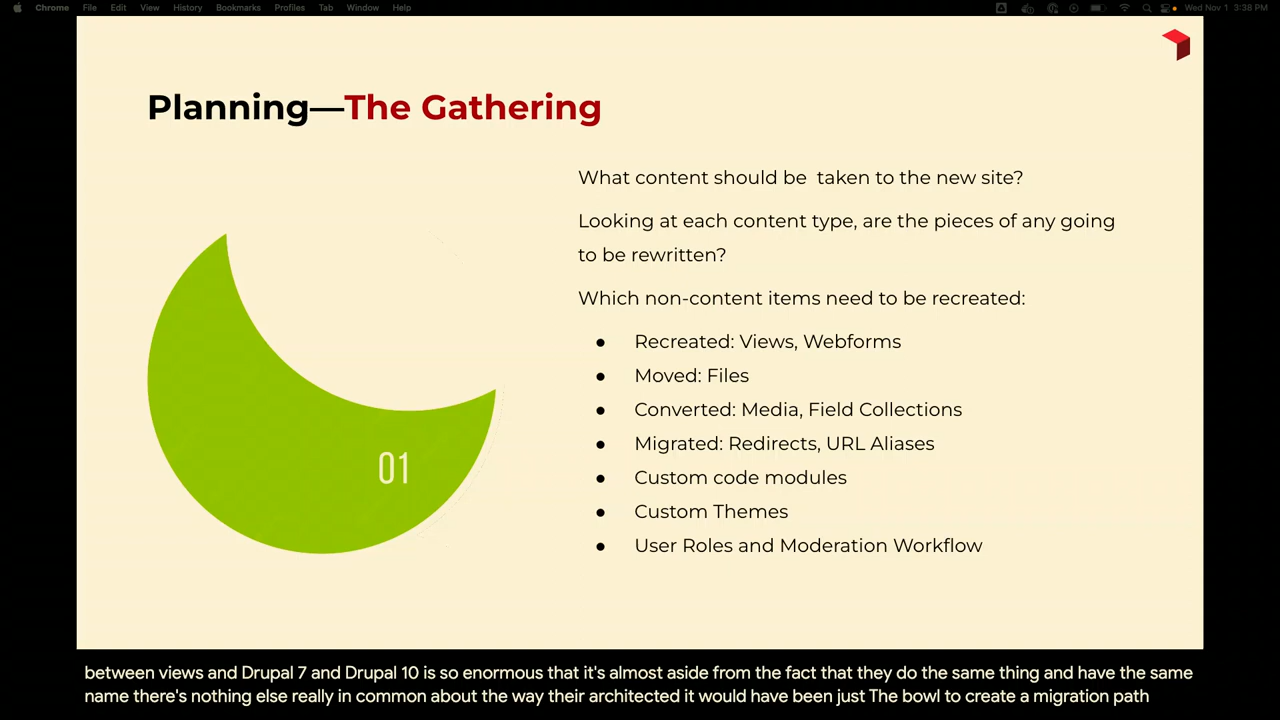 Chrome File Edit View History Bookmarks Profiles Tab Window Help Wed Nov 1 3:38 PM
Planning—The Gathering
What content should be taken to the new site?
Looking at each content type, are the pieces of any going
to be rewritten?
Which non-content items need to be recreated:
● Recreated: Views, Webforms
● Moved: Files
● Converted: Media, Field Collections
● Migrated: Redirects, URL Aliases
● Custom code modules
● Custom Themes
● User Roles and Moderation Workflow
01
between views and Drupal 7 and Drupal 10 is so enormous that it's almost aside from the fact that they do the same thing and have the same
name there's nothing else really in common about the way their architected it would have been just The bowl to create a migration path